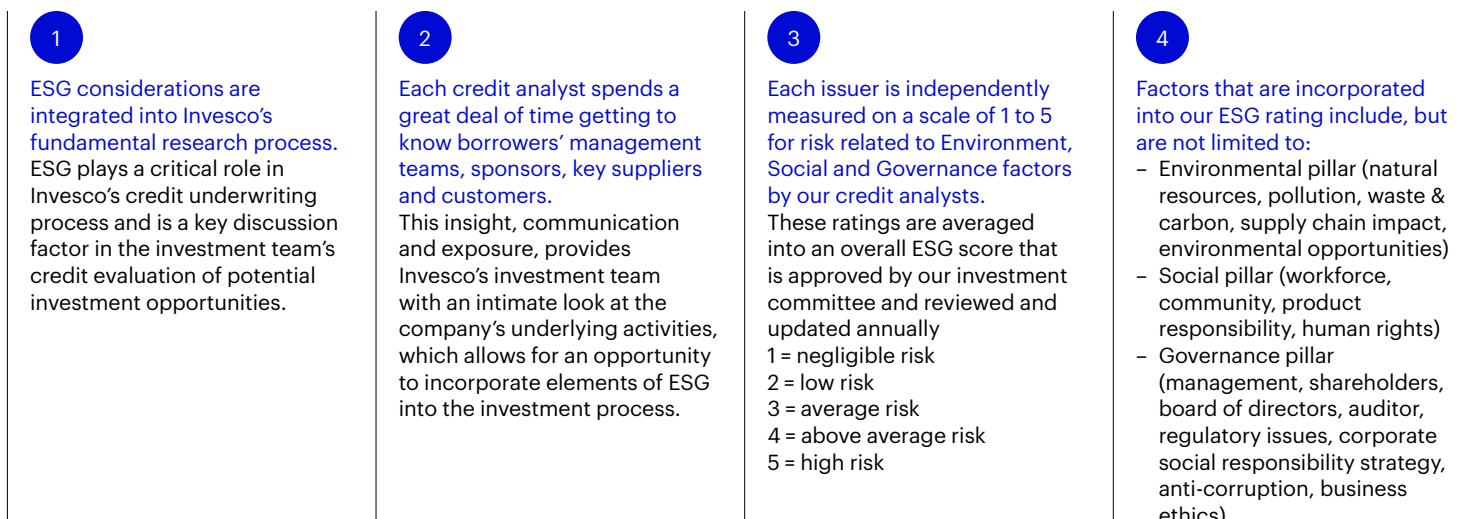 1
ESG considerations are
integrated into Invesco’s
fundamental research process.
ESG plays a critical role in
Invesco’s credit underwriting
process and is a key discussion
factor in the investment team’s
credit evaluation of potential
investment opportunities.
2
Each credit analyst spends a
great deal of time getting to
know borrowers’ management
teams, sponsors, key suppliers
and customers.
This insight, communication
and exposure, provides
Invesco’s investment team
with an intimate look at the
company’s underlying activities,
which allows for an opportunity
to incorporate elements of ESG
into the investment process.
3
Each issuer is independently
measured on a scale of 1 to 5
for risk related to Environment,
Social and Governance factors
by our credit analysts.
These ratings are averaged
into an overall ESG score that
is approved by our investment
committee and reviewed and
updated annually
1 = negligible risk
2 = low risk
3 = average risk
4 = above average risk
5 = high risk
4
Factors that are incorporated
into our ESG rating include, but
are not limited to:
– Environmental pillar (natural
resources, pollution, waste &
carbon, supply chain impact,
environmental opportunities)
– Social pillar (workforce,
community, product
responsibility, human rights)
– Governance pillar
(management, shareholders,
board of directors, auditor,
regulatory issues, corporate
social responsibility strategy,
anti-corruption, business
ethics)